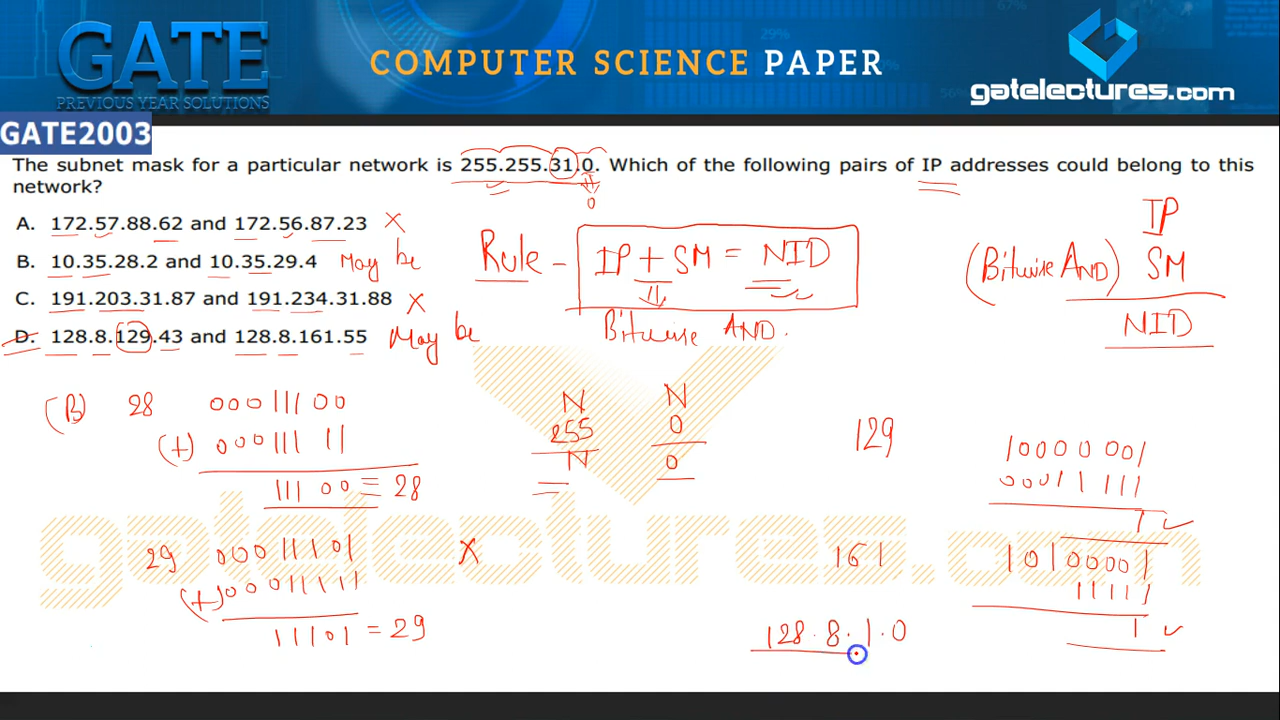 GATE
PREVIOUS YEAR SOLUTIONS
COMPUTER SCIENCE PAPER
gatelectures.com
GATE2003
The subnet mask for a particular network is 255.255.31.0. Which of the following pairs of IP addresses could belong to this
network?
A. 172.57.88.62 and 172.56.87.23 X
B. 10.35.28.2 and 10.35.29.4 May be
C. 191.203.31.87 and 191.234.31.88 X
D. 128.8.129.43 and 128.8.161.55 May be
0
Rule - IP + SM = NID
Bitwise AND.
IP
(Bitwise AND) SM
NID
(B) 28 00011100
(+) 00011111
11100 = 28
29 00011101 X
(+) 00011111
11101 = 29
N
255
N
N
0
0
129 10000001
00011111
1 ✓
161 10100001
11111
1 ✓
128.8.1.0
gatelectures.com